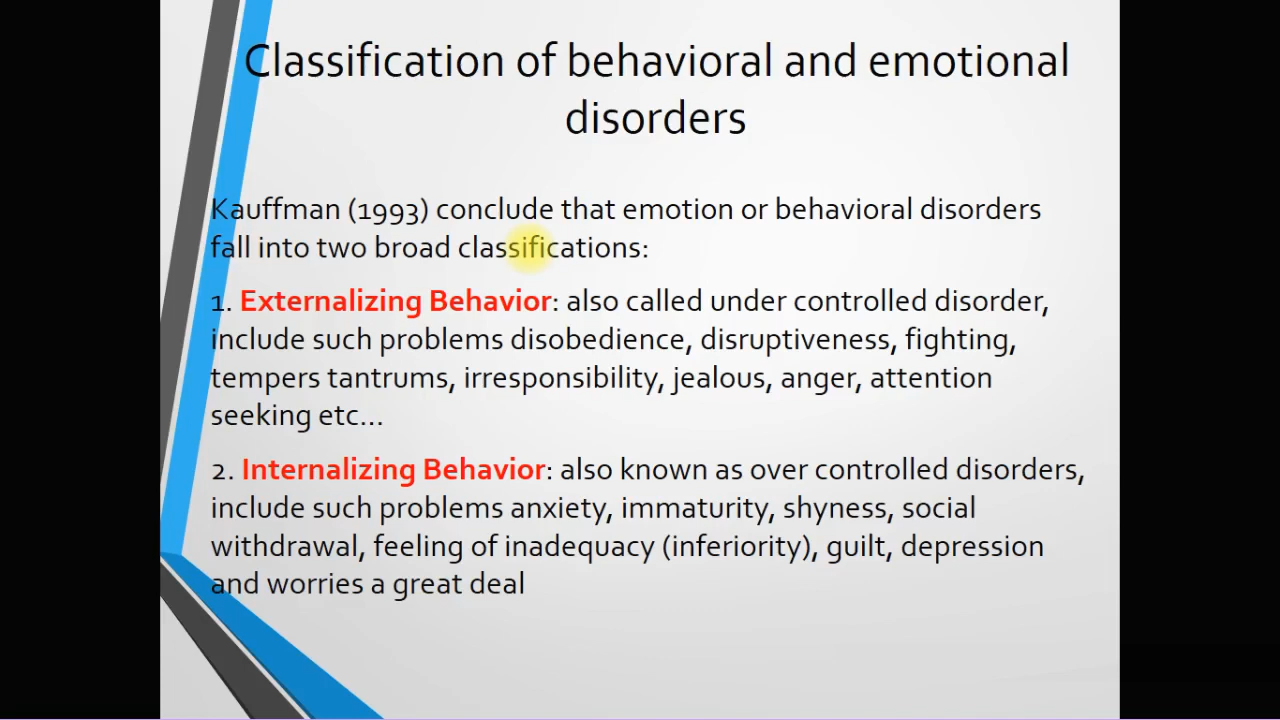 Classification of behavioral and emotional
disorders
Kauffman (1993) conclude that emotion or behavioral disorders
fall into two broad classifications:
1. Externalizing Behavior: also called under controlled disorder,
include such problems disobedience, disruptiveness, fighting,
tempers tantrums, irresponsibility, jealous, anger, attention
seeking etc...
2. Internalizing Behavior: also known as over controlled disorders,
include such problems anxiety, immaturity, shyness, social
withdrawal, feeling of inadequacy (inferiority), guilt, depression
and worries a great deal